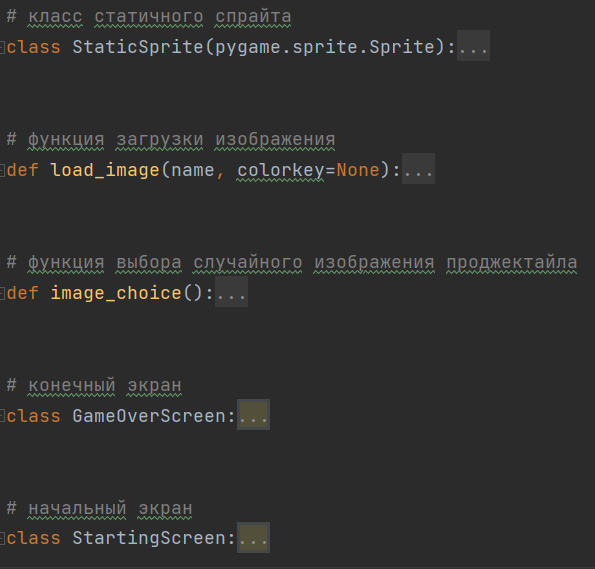 # класс статичного спрайта
class StaticSprite(pygame.sprite.Sprite):...
# функция загрузки изображения
def load_image(name, colorkey=None):...
# функция выбора случайного изображения проджектайла
def image_choice():...
# конечный экран
class GameOverScreen:...
# начальный экран
class StartingScreen:...